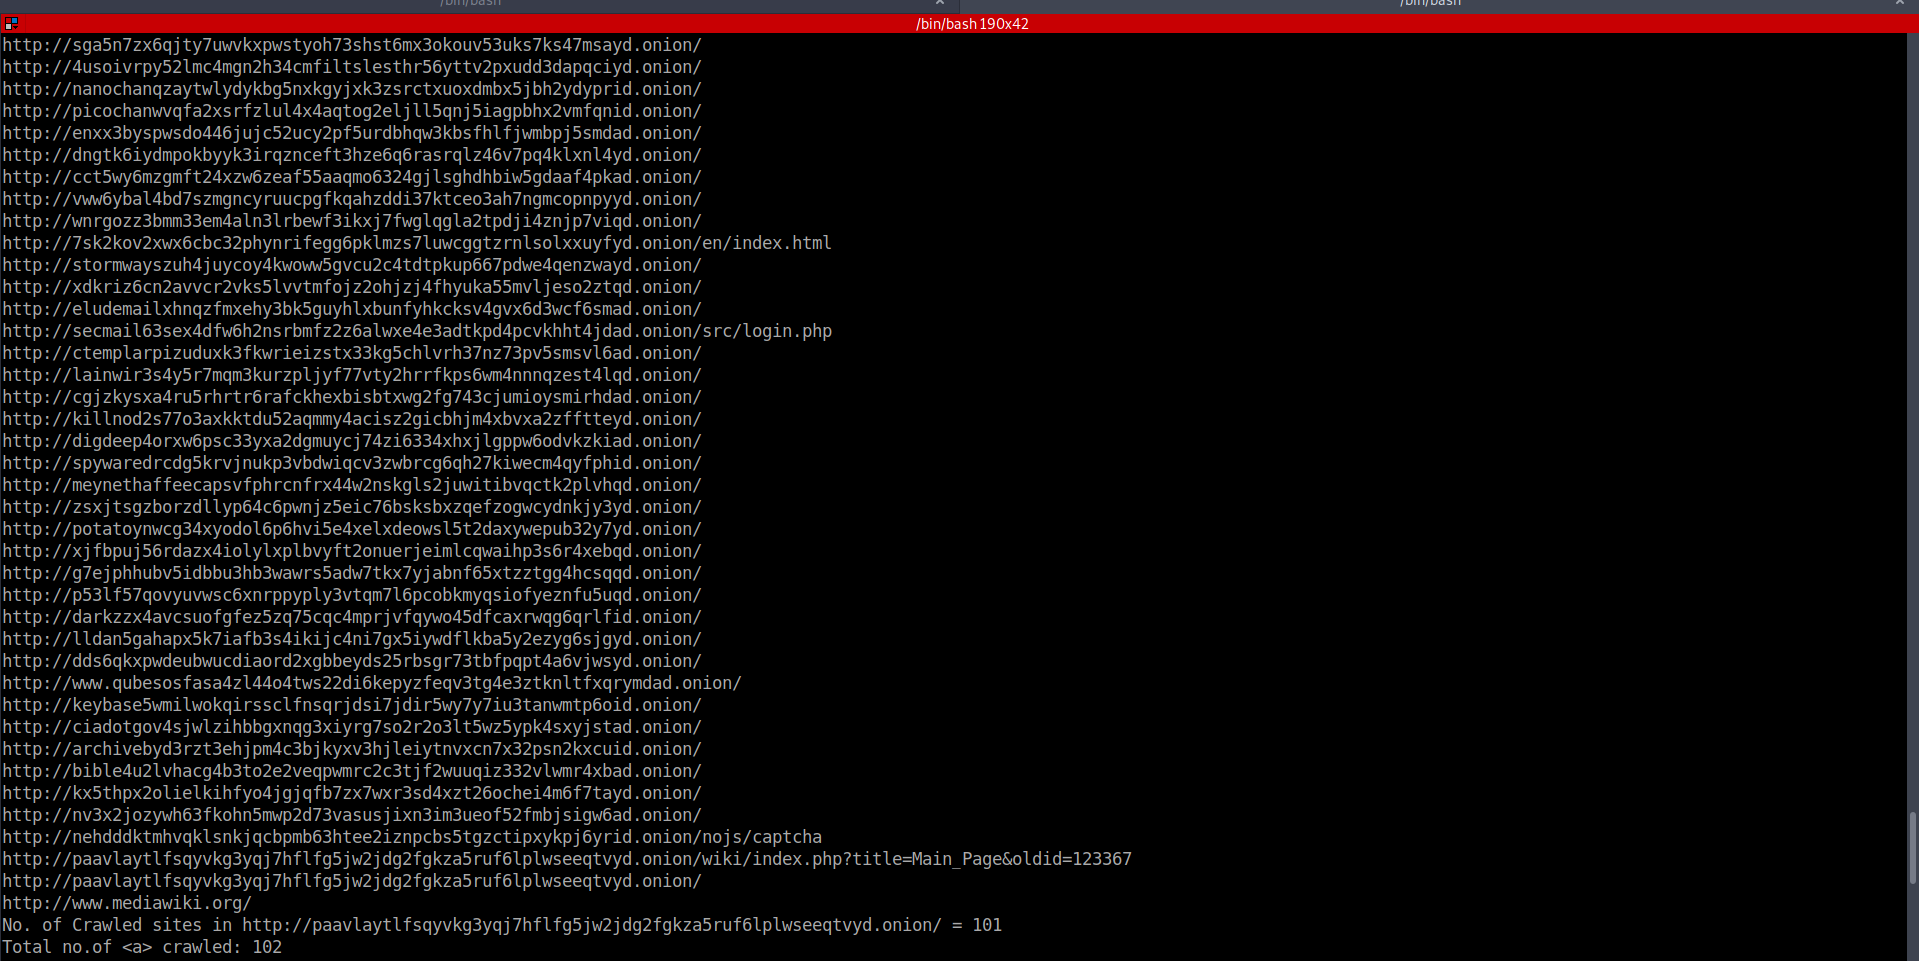 /bin/bash
/bin/bash
/bin/bash 190x42
http://sga5n7zx6qjty7uwvkxpwstyoh73shst6mx3okouv53uks7ks47msayd.onion/
http://4usoivrpy52lmc4mgn2h34cmfiltslesthr56yttv2pxudd3dapqciyd.onion/
http://nanochanqzaytwlydykbg5nxkgyjxk3zsrctxuoxdmbx5jbh2ydyprid.onion/
http://picochanwvqfa2xsrfzlul4x4aqtog2eljll5qnj5iagpbhx2vmfqnid.onion/
http://enxx3byspwsdo446jujc52ucy2pf5urdbhqw3kbsfhlfjwmbpj5smdad.onion/
http://dngtk6iydmpokbyyk3irqznceft3hze6q6rasrqlz46v7pq4klxnl4yd.onion/
http://cct5wy6mzgmft24xzw6zeaf55aaqmo6324gjlsghdhbiw5gdaaf4pkad.onion/
http://vww6ybal4bd7szmgncyruucpgfkqahzddi37ktceo3ah7ngmcopnpyyd.onion/
http://wnrgozz3bmm33em4aln3lrbewf3ikxj7fwglqgla2tpdji4znjp7viqd.onion/
http://7sk2kov2xwx6cbc32phynrifegg6pklmzs7luwcggtzrnlsolxxuyfyd.onion/en/index.html
http://stormwayszuh4juycoy4kwoww5gvcu2c4tdtpkup667pdwe4qenzwayd.onion/
http://xdkriz6cn2avvcr2vks5lvvtmfojz2ohjzj4fhyuka55mvljeso2ztqd.onion/
http://eludemailxhnqzfmxehy3bk5guyhlxbunfyhkcksv4gvx6d3wcf6smad.onion/
http://secmail63sex4dfw6h2nsrbmfz2z6alwxe4e3adtkpd4pcvkhht4jdad.onion/src/login.php
http://ctemplarpizuduxk3fkwrieizstx33kg5chlvrh37nz73pv5smsvl6ad.onion/
http://lainwir3s4y5r7mqm3kurzpljyf77vty2hrrfkps6wm4nnnqzest4lqd.onion/
http://cgjzkysxa4ru5rhrtr6rafckhexbisbtxwg2fg743cjumioysmirhdad.onion/
http://killnod2s77o3axkktdu52aqmmy4acisz2gicbhjm4xbvxa2zfftteyd.onion/
http://digdeep4orxw6psc33yxa2dgmuycj74zi6334xhxjlgppw6odvkzkiad.onion/
http://spywaredrcdg5krvjnukp3vbdwiqcv3zwbrcg6qh27kiwecm4qyfphid.onion/
http://meynethaffeecapsvfphrcnfrx44w2nskgls2juwitibvqctk2plvhqd.onion/
http://zsxjtsgzborzdllyp64c6pwnjz5eic76bsksbxzqefzogwcydnkjy3yd.onion/
http://potatoynwcg34xyodol6p6hvi5e4xelxdeowsl5t2daxywepub32y7yd.onion/
http://xjfbpuj56rdazx4iolylxplbvyft2onuerjeimlcqwaihp3s6r4xebqd.onion/
http://g7ejphhubv5idbbu3hb3wawrs5adw7tkx7yjabnf65xtzztgg4hcsqqd.onion/
http://p53lf57qovyuvwsc6xnrppyply3vtqm7l6pcobkmyqsiofyeznfu5uqd.onion/
http://darkzzx4avcsuofgfez5zq75cqc4mprjvfqywo45dfcaxrwqg6qrlfid.onion/
http://lldan5gahapx5k7iafb3s4ikijc4ni7gx5iywdflkba5y2ezyg6sjgyd.onion/
http://dds6qkxpwdeubwucdiaord2xgbbeyds25rbsgr73tbfpqpt4a6vjwsyd.onion/
http://www.qubesosfasa4zl44o4tws22di6kepyzfeqv3tg4e3ztknltfxqrymdad.onion/
http://keybase5wmilwokqirssclfnsqrjdsi7jdir5wy7y7iu3tanwmtp6oid.onion/
http://ciadotgov4sjwlzihbbgxnqg3xiyrg7so2r2o3lt5wz5ypk4sxyjstad.onion/
http://archivebyd3rzt3ehjpm4c3bjkyxv3hjleiytnvxcn7x32psn2kxcuid.onion/
http://bible4u2lvhacg4b3to2e2veqpwmrc2c3tjf2wuuqiz332vlwmr4xbad.onion/
http://kx5thpx2olielkihfyo4jgjqfb7zx7wxr3sd4xzt26ochei4m6f7tayd.onion/
http://nv3x2jozywh63fkohn5mwp2d73vasusjixn3im3ueof52fmbjsigw6ad.onion/
http://nehdddktmhvqklsnkjqcbpmb63htee2iznpcbs5tgzctipxykpj6yrid.onion/nojs/captcha
http://paavlaytlfsqyvkg3yqj7hflfg5jw2jdg2fgkza5ruf6lplwseeqtvyd.onion/wiki/index.php?title=Main_Page&oldid=123367
http://paavlaytlfsqyvkg3yqj7hflfg5jw2jdg2fgkza5ruf6lplwseeqtvyd.onion/
http://www.mediawiki.org/
No. of Crawled sites in http://paavlaytlfsqyvkg3yqj7hflfg5jw2jdg2fgkza5ruf6lplwseeqtvyd.onion/ = 101
Total no.of <a> crawled: 102